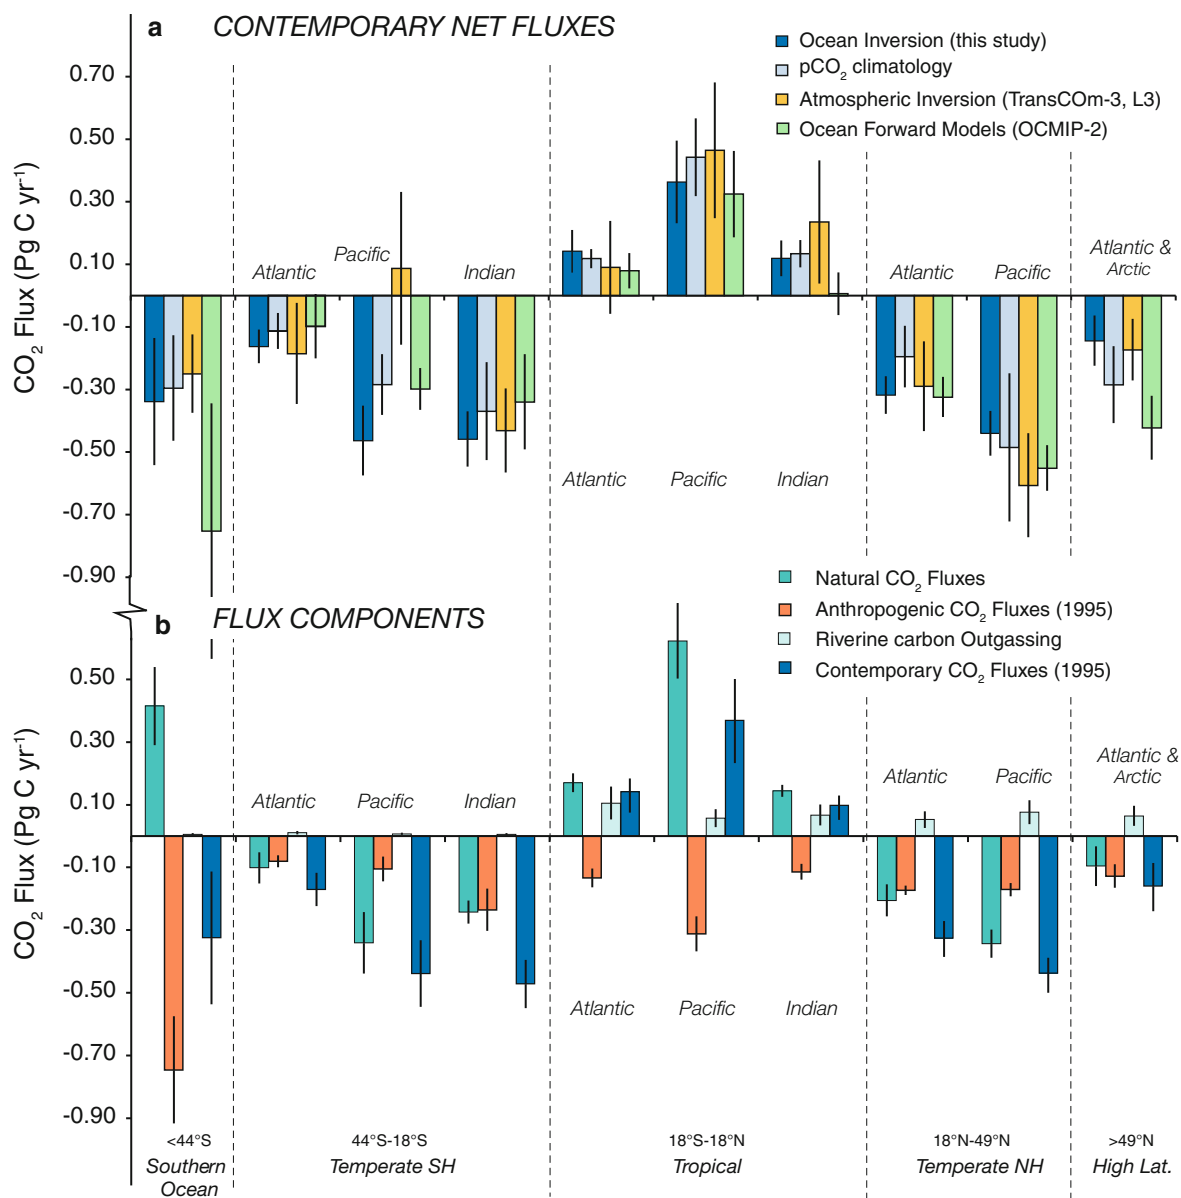 a CONTEMPORARY NET FLUXES
Ocean Inversion (this study)
pCO₂ climatology
Atmospheric Inversion (TransCOm-3, L3)
Ocean Forward Models (OCMIP-2)
CO₂ Flux (Pg C yr⁻¹)
0.70
0.50
0.30
0.10
-0.10
-0.30
-0.50
-0.70
-0.90
Atlantic
Pacific
Indian
Atlantic
Pacific
Indian
Atlantic
Pacific
Atlantic &
Arctic
b FLUX COMPONENTS
Natural CO₂ Fluxes
Anthropogenic CO₂ Fluxes (1995)
Riverine carbon Outgassing
Contemporary CO₂ Fluxes (1995)
CO₂ Flux (Pg C yr⁻¹)
0.50
0.30
0.10
-0.10
-0.30
-0.50
-0.70
-0.90
Atlantic
Pacific
Indian
Atlantic
Pacific
Indian
Atlantic
Pacific
Atlantic &
Arctic
<44°S
Southern
Ocean
44°S-18°S
Temperate SH
18°S-18°N
Tropical
18°N-49°N
Temperate NH
>49°N
High Lat.